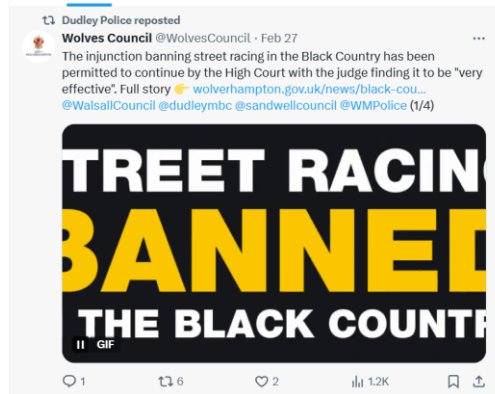 Dudley Police reposted
Wolves Council @WolvesCouncil · Feb 27
The injunction banning street racing in the Black Country has been
permitted to continue by the High Court with the judge finding it to be "very
effective". Full story 👉 wolverhampton.gov.uk/news/black-cou...
@WalsallCouncil @dudleymbc @sandwellcouncil @WMPolice (1/4)
TREET RACIN
BANNED
THE BLACK COUNTR
GIF
1 6 2 1.2K